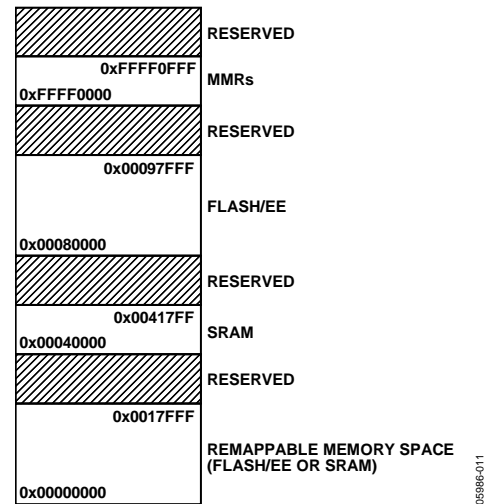 RESERVED
0xFFFF0FFF
MMRs
0xFFFF0000
RESERVED
0x00097FFF
FLASH/EE
0x00080000
RESERVED
0x00417FF
SRAM
0x00040000
RESERVED
0x0017FFF
REMAPPABLE MEMORY SPACE
(FLASH/EE OR SRAM)
0x00000000
05986-011